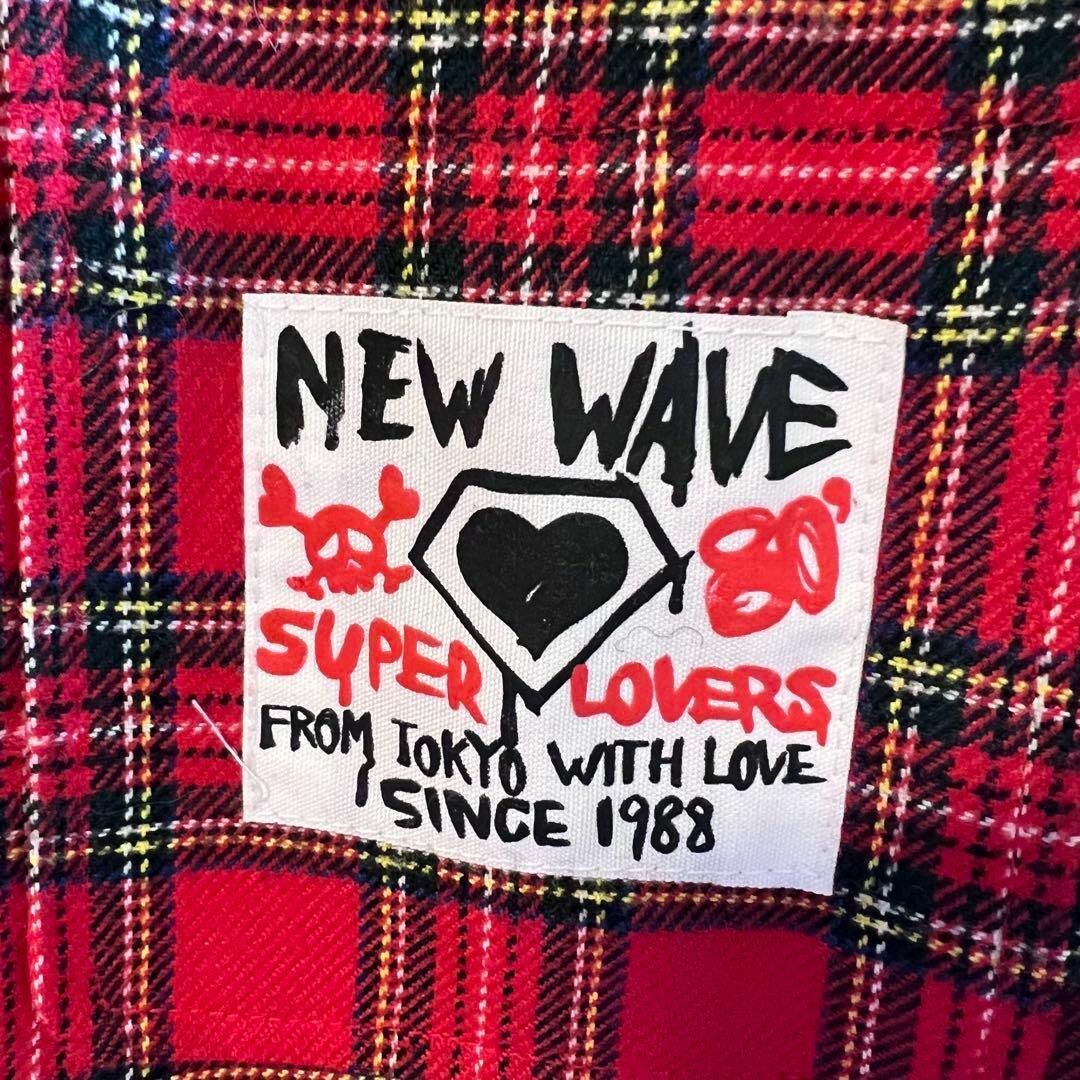 NEW WAVE
80'
SUPER LOVERS
FROM TOKYO WITH LOVE
SINCE 1988